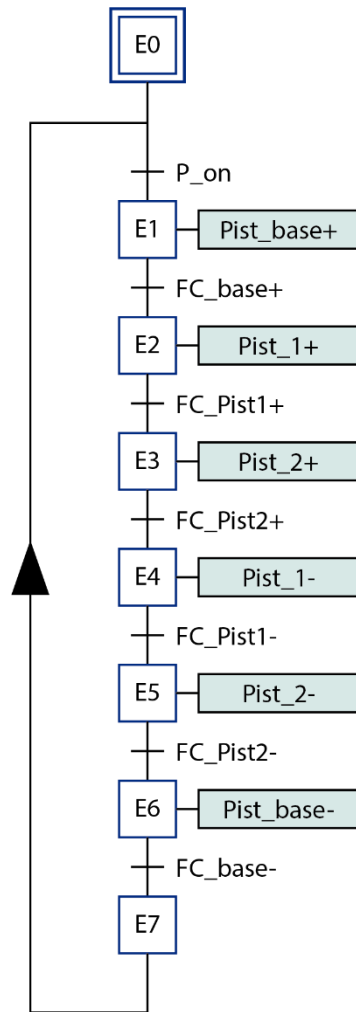 E0
P_on
E1 Pist_base+
FC_base+
E2 Pist_1+
FC_Pist1+
E3 Pist_2+
FC_Pist2+
E4 Pist_1-
FC_Pist1-
E5 Pist_2-
FC_Pist2-
E6 Pist_base-
FC_base-
E7